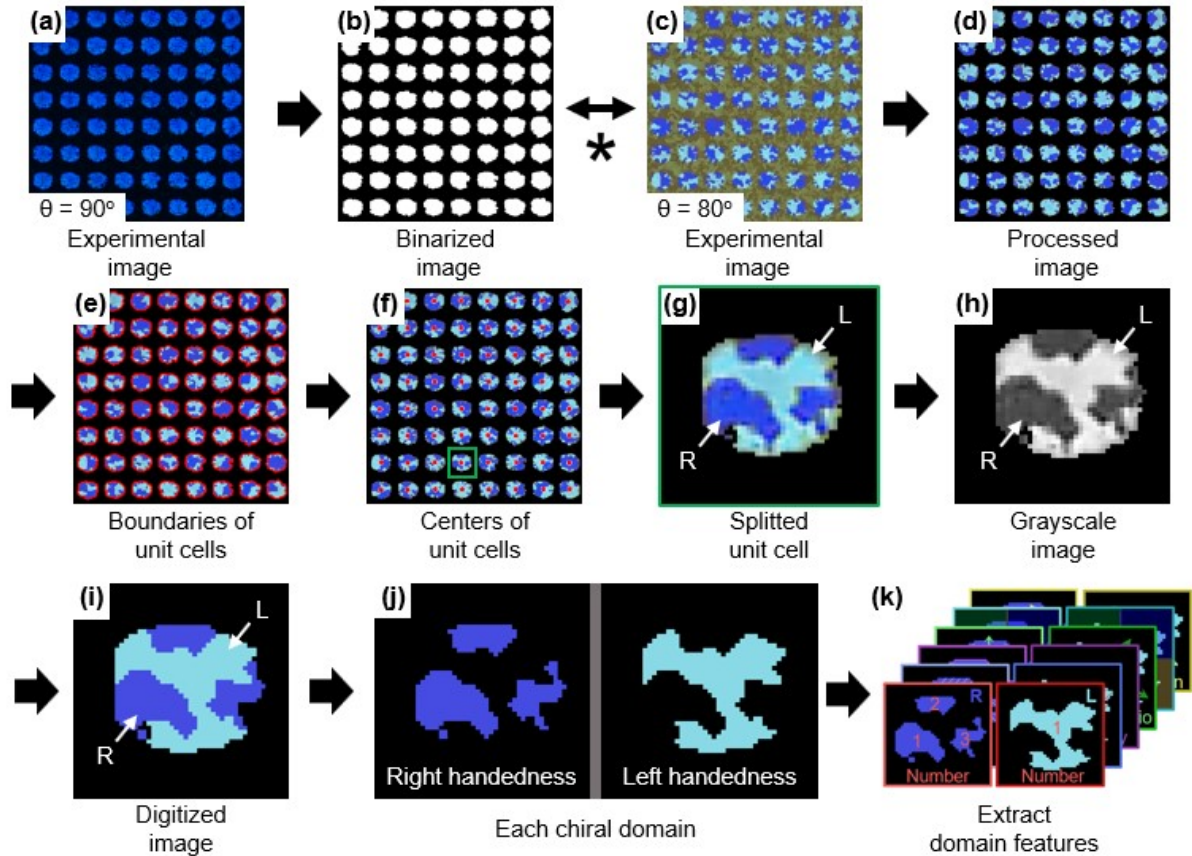 (a)
(b)
(c)
(d)
θ = 90º
*
θ = 80º
Experimental
image
Binarized
image
Experimental
image
Processed
image
(e)
(f)
(g)
L
R
(h)
L
R
Boundaries of
unit cells
Centers of
unit cells
Splitted
unit cell
Grayscale
image
(i)
L
R
(j)
Right handedness
Left handedness
(k)
R
2
1
3
Number
L
1
Number
Digitized
image
Each chiral domain
Extract
domain features